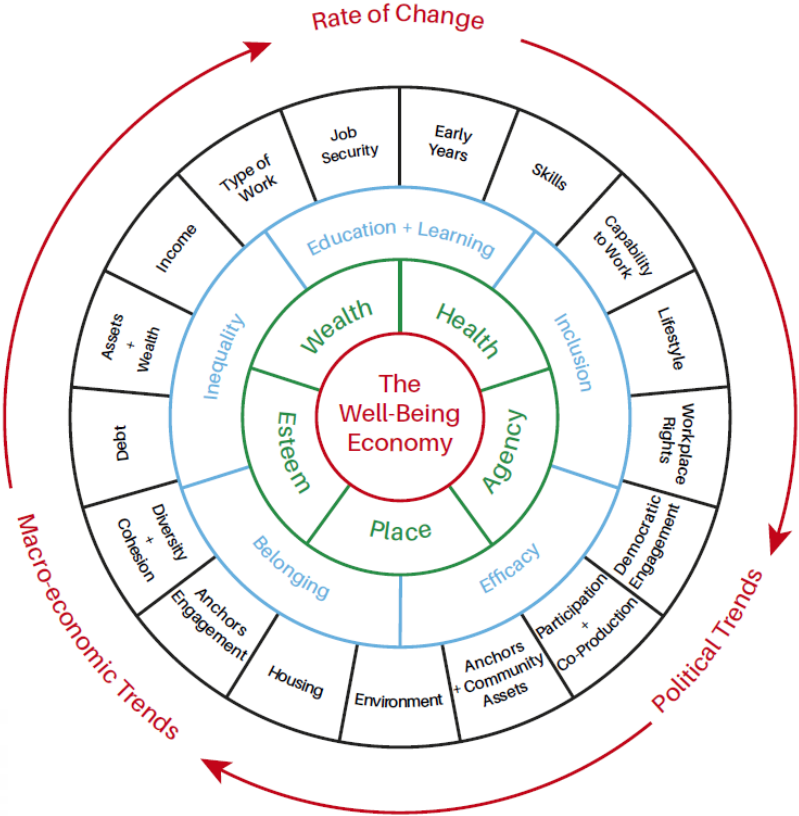 Rate of Change
Job
Security
Early
Years
Skills
Capability
to Work
Lifestyle
Workplace
Rights
Democratic
Engagement
Participation
+
Co-Production
Anchors
+ Community
Assets
Environment
Housing
Anchors
Engagement
Diversity
+
Cohesion
Debt
Assets
+
Wealth
Income
Type of
Work
Education + Learning
Inclusion
Efficacy
Belonging
Inequality
Wealth
Health
Agency
Place
Esteem
The
Well-Being
Economy
Political Trends
Macro-economic Trends